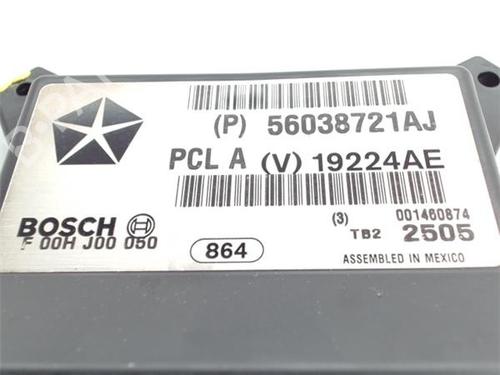 (P) 56038721AJ
PCL A (V) 19224AE
BOSCH
F 00H J00 050
864
(3) 001460874
TB2 2505
ASSEMBLED IN MEXICO